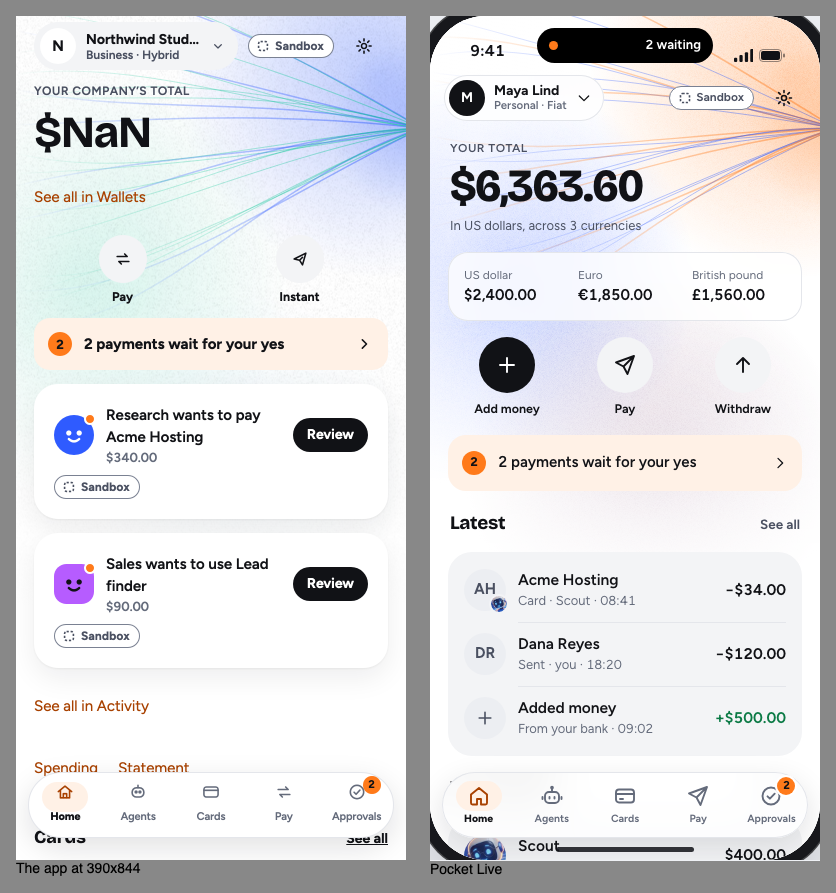 N
Northwind Stud...
Business · Hybrid
Sandbox
YOUR COMPANY'S TOTAL
$NaN
See all in Wallets
Pay
Instant
2
2 payments wait for your yes
Research wants to pay
Acme Hosting
$340.00
Review
Sandbox
Sales wants to use Lead
finder
$90.00
Review
Sandbox
See all in Activity
Spending
Statement
Home
Agents
Cards
Pay
2
Approvals
Cards
See all
The app at 390x844
9:41
2 waiting
M
Maya Lind
Personal · Fiat
Sandbox
YOUR TOTAL
$6,363.60
In US dollars, across 3 currencies
US dollar
Euro
British pound
$2,400.00
€1,850.00
£1,560.00
Add money
Pay
Withdraw
2
2 payments wait for your yes
Latest
See all
AH
Acme Hosting
Card · Scout · 08:41
−$34.00
DR
Dana Reyes
Sent · you · 18:20
−$120.00
Added money
From your bank · 09:02
+$500.00
Home
Agents
Cards
Pay
2
Approvals
Scout
$400.00
Pocket Live